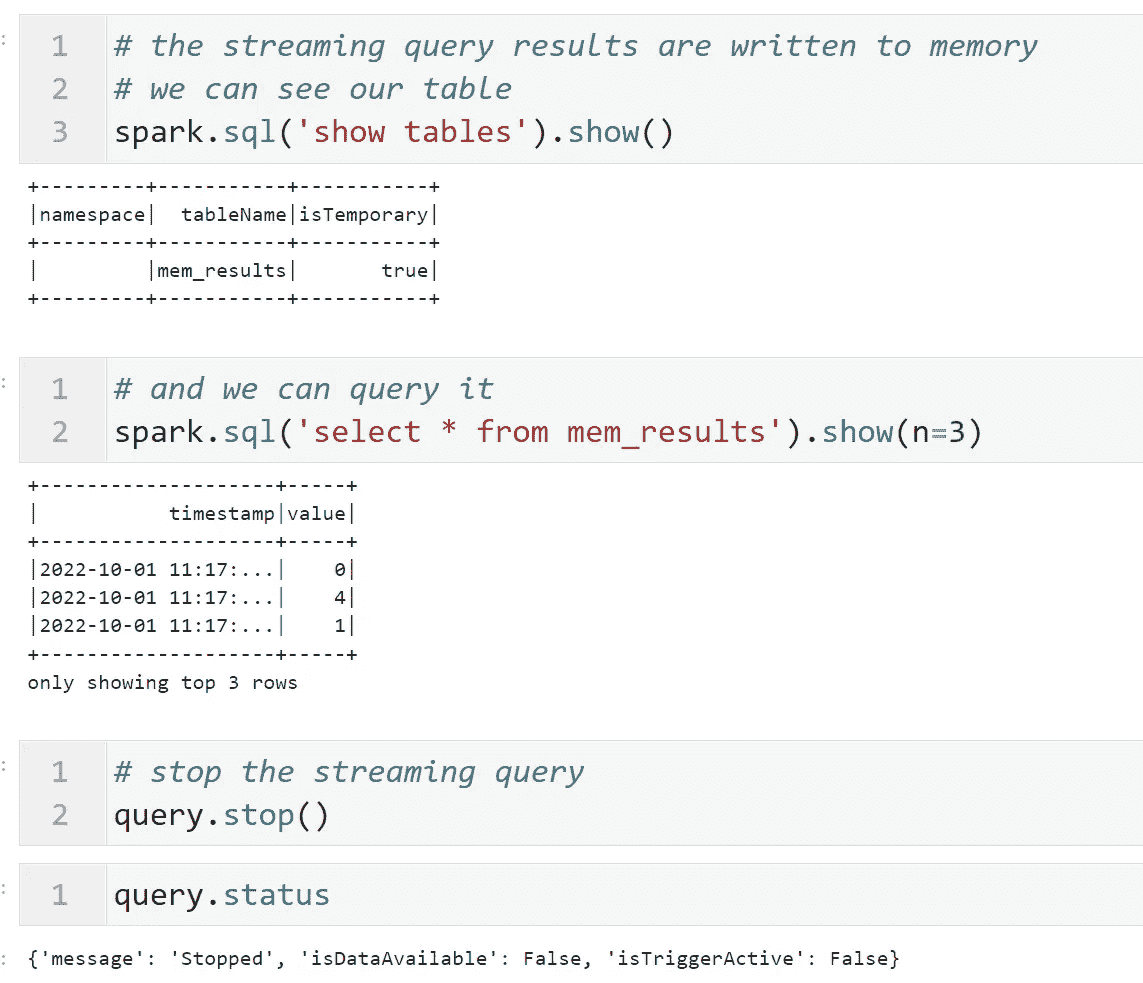 1 # the streaming query results are written to memory
2 # we can see our table
3 spark.sql('show tables').show()
+---------+-----------+-----------+
|namespace|  tableName|isTemporary|
+---------+-----------+-----------+
|         |mem_results|       true|
+---------+-----------+-----------+
1 # and we can query it
2 spark.sql('select * from mem_results').show(n=3)
+--------------------+-----+
|           timestamp|value|
+--------------------+-----+
|2022-10-01 11:17:...|    0|
|2022-10-01 11:17:...|    4|
|2022-10-01 11:17:...|    1|
+--------------------+-----+
only showing top 3 rows
1 # stop the streaming query
2 query.stop()
1 query.status
: {'message': 'Stopped', 'isDataAvailable': False, 'isTriggerActive': False}